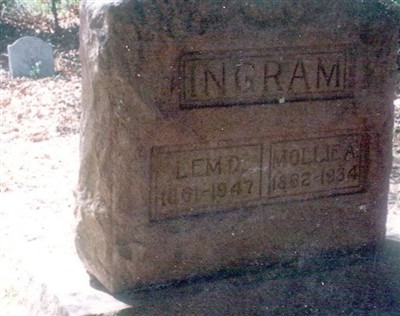 INGRAM
LEM D. MOLLIE A.
1861-1947 1862-1934